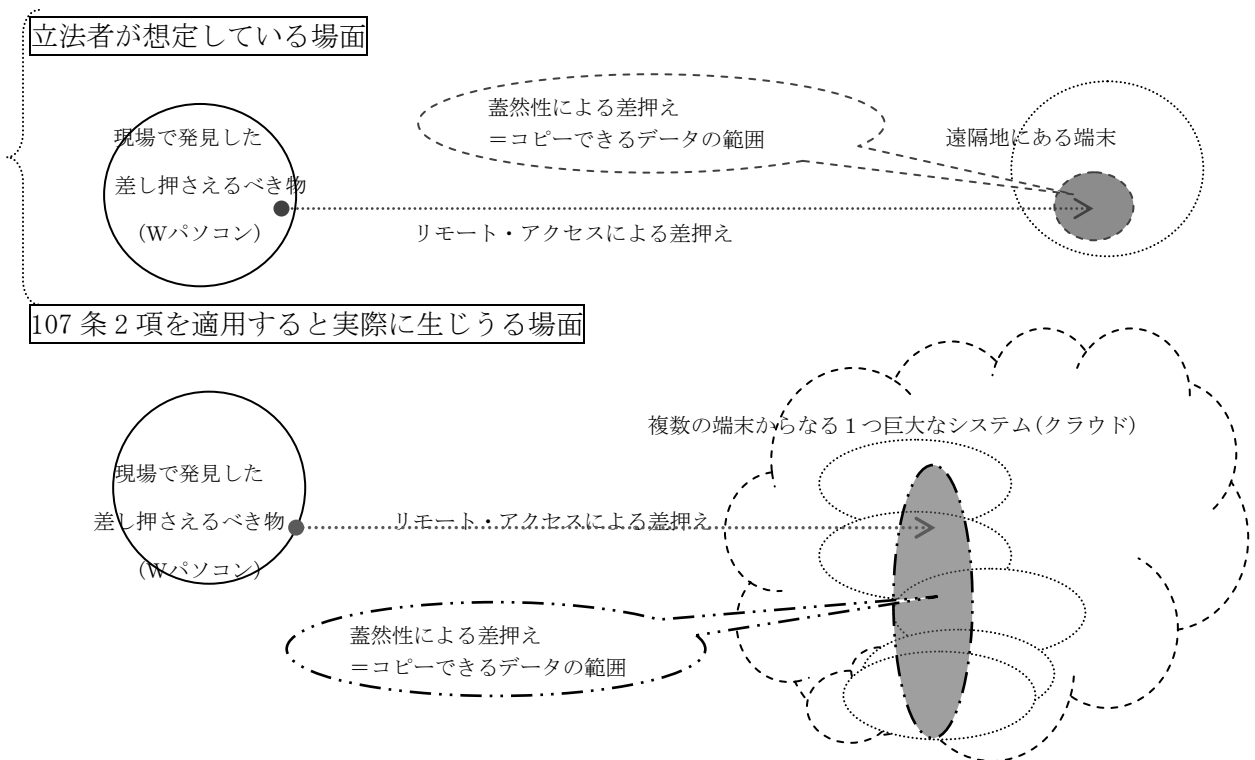 立法者が想定している場面
蓋然性による差押え
＝コピーできるデータの範囲
現場で発見した
差し押さえるべき物
(Wパソコン)
遠隔地にある端末
リモート・アクセスによる差押え
107 条 2 項を適用すると実際に生じうる場面
複数の端末からなる１つ巨大なシステム(クラウド)
現場で発見した
差し押さえるべき物
(Wパソコン)
リモート・アクセスによる差押え
蓋然性による差押え
＝コピーできるデータの範囲